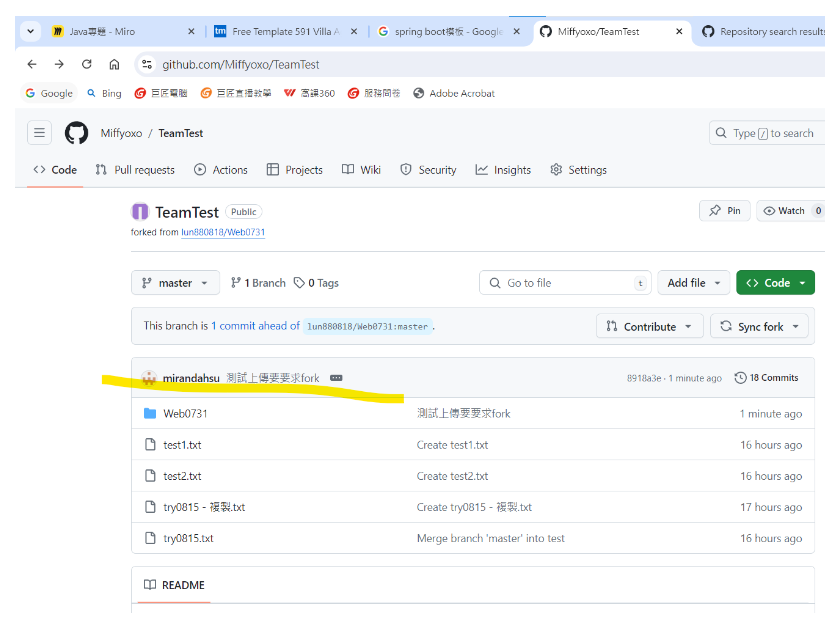 Java專題 - Miro
Free Template 591 Villa A
spring boot模板 - Google
Miffyoxo/TeamTest
Repository search results
github.com/Miffyoxo/TeamTest
Google Bing 巨匠電腦 巨匠直播教學 高課360 服務問答 Adobe Acrobat
Miffyoxo / TeamTest
Type / to search
Code Pull requests Actions Projects Wiki Security Insights Settings
TeamTest Public
Pin Watch 0
forked from lun880818/Web0731
master 1 Branch 0 Tags Go to file t Add file Code
This branch is 1 commit ahead of lun880818/Web0731:master .
Contribute Sync fork
mirandahsu 測試上傳要要求fork 8918a3e · 1 minute ago 18 Commits
Web0731 測試上傳要要求fork 1 minute ago
test1.txt Create test1.txt 16 hours ago
test2.txt Create test2.txt 16 hours ago
try0815 - 複製.txt Create try0815 - 複製.txt 17 hours ago
try0815.txt Merge branch 'master' into test 16 hours ago
README